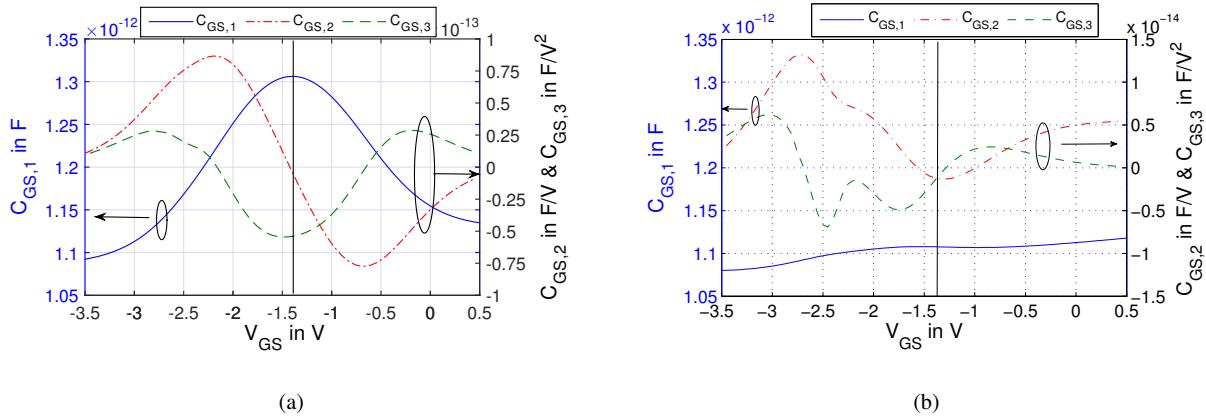 ×10^-12
C_GS,1 C_GS,2 C_GS,3
×10^-13
1.35
1.3
1.25
1.2
1.15
1.1
1.05
C_GS,1 in F
1
0.75
0.5
0.25
0
-0.25
-0.5
-0.75
-1
C_GS,2 in F/V & C_GS,3 in F/V^2
-3.5 -3 -2.5 -2 -1.5 -1 -0.5 0 0.5
V_GS in V
(a)
x 10^-12
C_GS,1 C_GS,2 C_GS,3
x 10^-14
1.35
1.3
1.25
1.2
1.15
1.1
1.05
C_GS,1 in F
1.5
1
0.5
0
−0.5
−1
−1.5
C_GS,2 in F/V & C_GS,3 in F/V^2
−3.5 −3 −2.5 −2 −1.5 −1 −0.5 0 0.5
V_GS in V
(b)